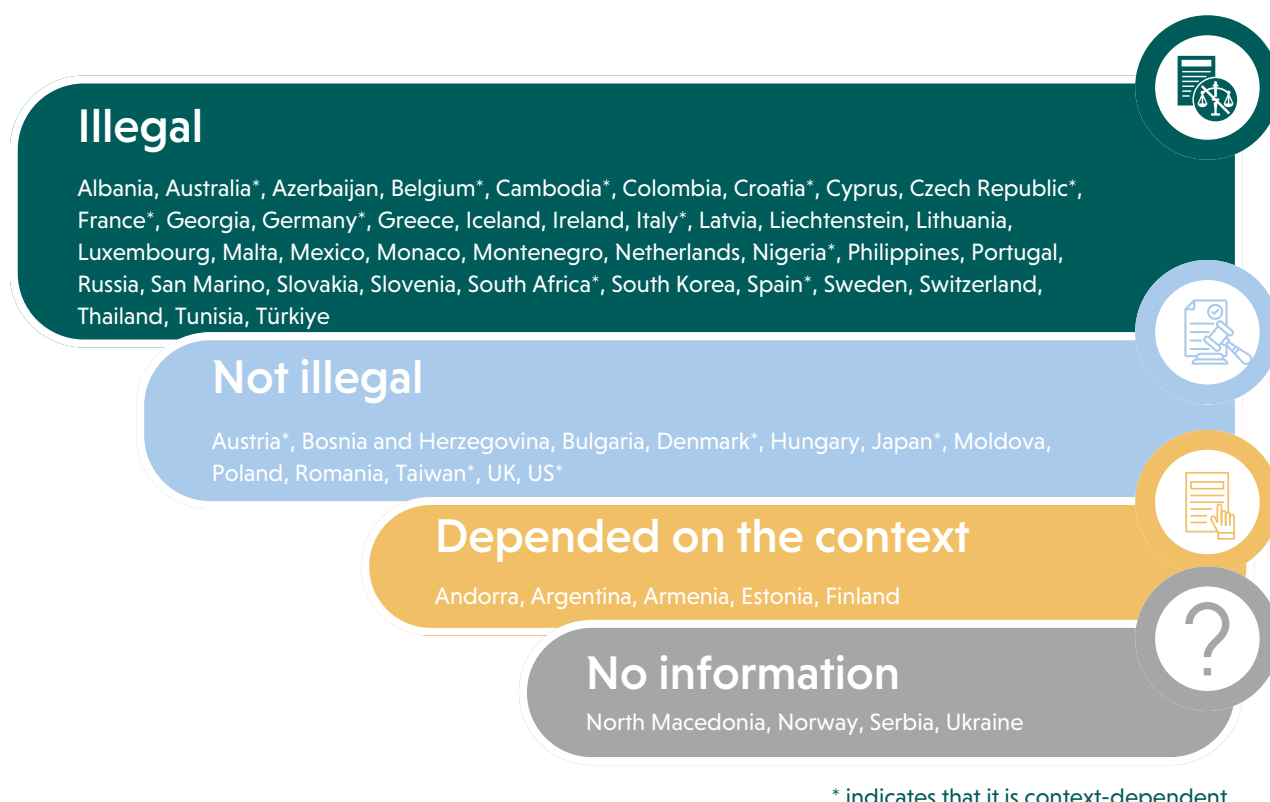 Illegal
Albania, Australia*, Azerbaijan, Belgium*, Cambodia*, Colombia, Croatia*, Cyprus, Czech Republic*,
France*, Georgia, Germany*, Greece, Iceland, Ireland, Italy*, Latvia, Liechtenstein, Lithuania,
Luxembourg, Malta, Mexico, Monaco, Montenegro, Netherlands, Nigeria*, Philippines, Portugal,
Russia, San Marino, Slovakia, Slovenia, South Africa*, South Korea, Spain*, Sweden, Switzerland,
Thailand, Tunisia, Türkiye
Not illegal
Austria*, Bosnia and Herzegovina, Bulgaria, Denmark*, Hungary, Japan*, Moldova,
Poland, Romania, Taiwan*, UK, US*
Depended on the context
Andorra, Argentina, Armenia, Estonia, Finland
No information
North Macedonia, Norway, Serbia, Ukraine
* indicates that it is context-dependent